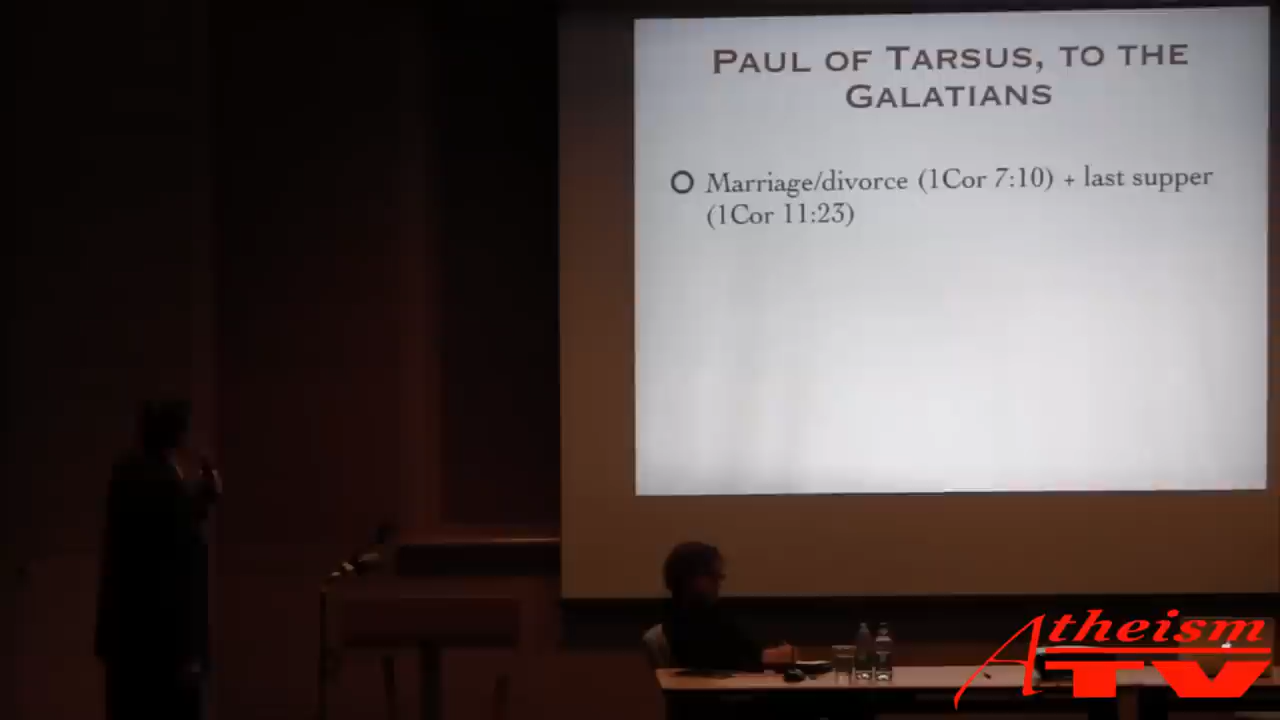 PAUL OF TARSUS, TO THE
GALATIANS
Marriage/divorce (1Cor 7:10) + last supper
(1Cor 11:23)
Atheism
TV